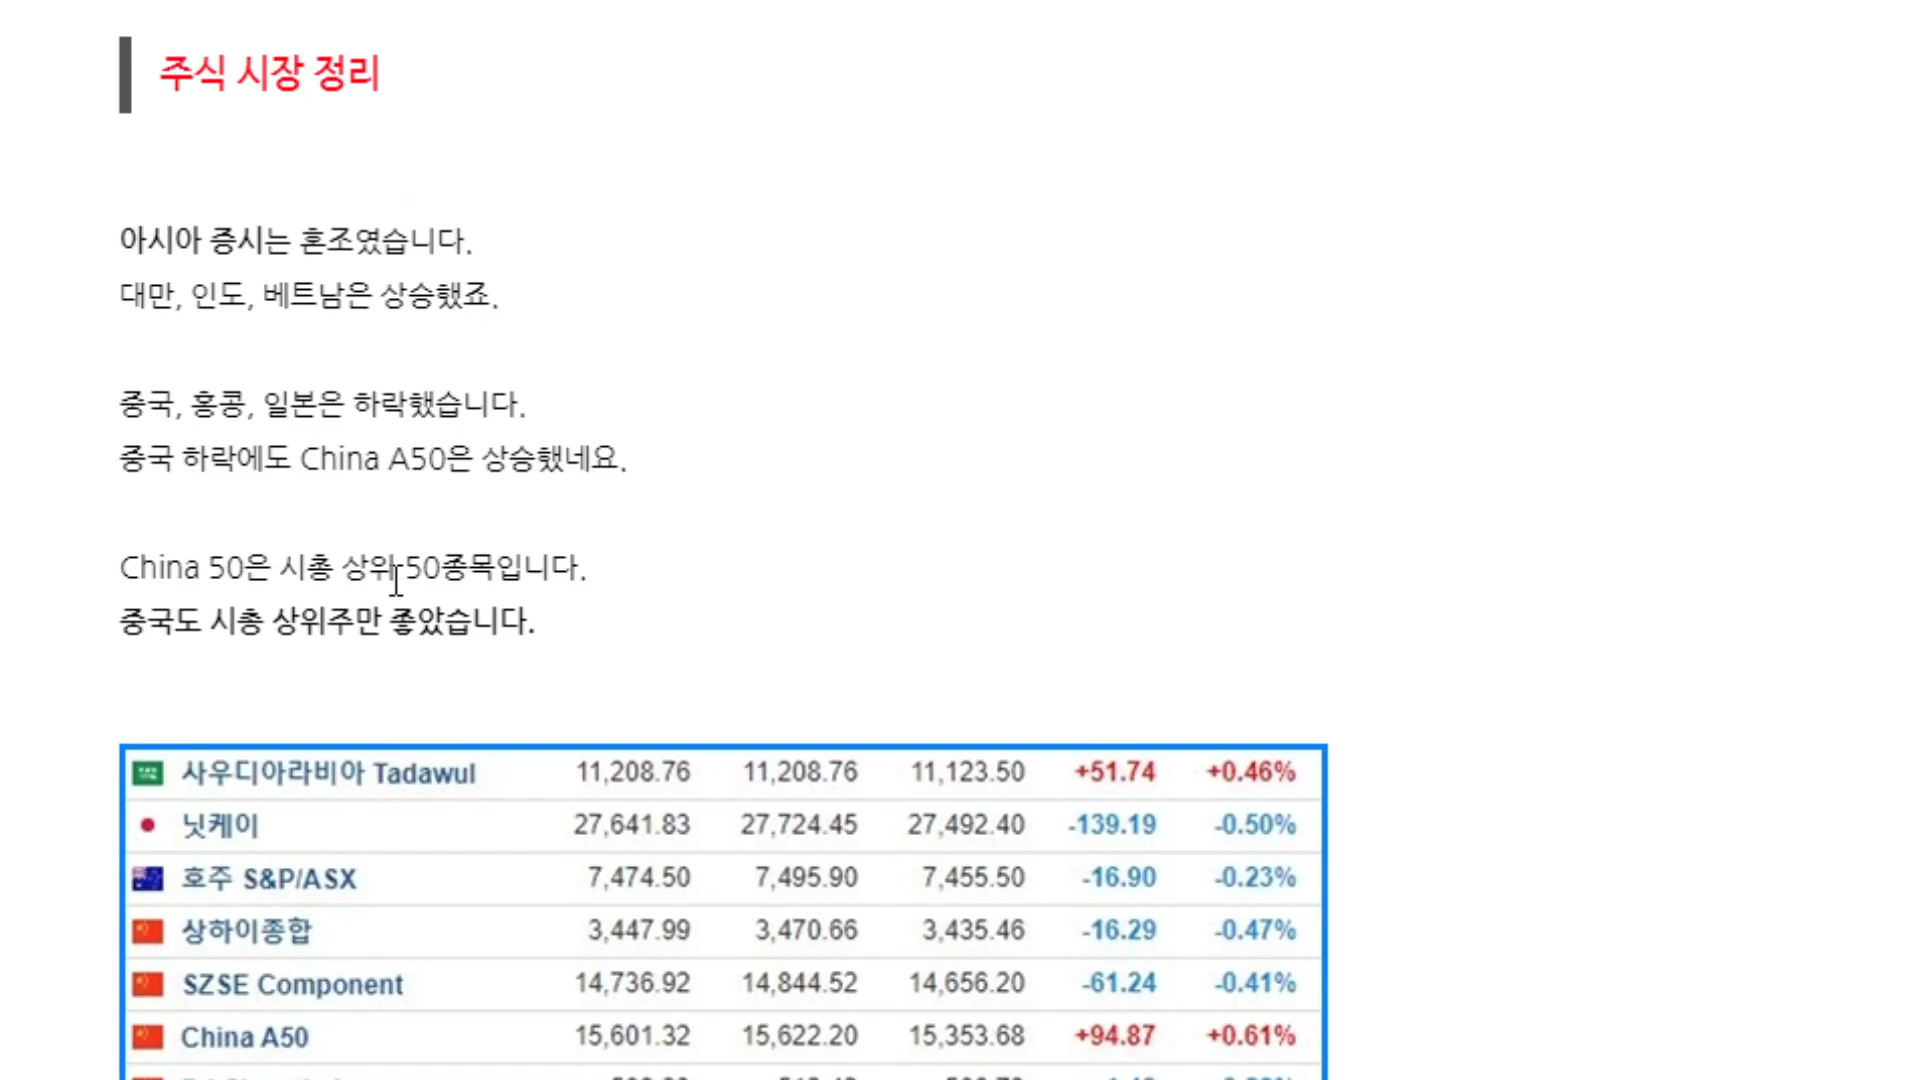 주식 시장 정리
아시아 증시는 혼조였습니다.
대만, 인도, 베트남은 상승했죠.
중국, 홍콩, 일본은 하락했습니다.
중국 하락에도 China A50은 상승했네요.
China 50은 시총 상위 50종목입니다.
중국도 시총 상위주만 좋았습니다.
사우디아라비아 Tadawul 11,208.76 11,208.76 11,123.50 +51.74 +0.46%
닛케이 27,641.83 27,724.45 27,492.40 -139.19 -0.50%
호주 S&P/ASX 7,474.50 7,495.90 7,455.50 -16.90 -0.23%
상하이종합 3,447.99 3,470.66 3,435.46 -16.29 -0.47%
SZSE Component 14,736.92 14,844.52 14,656.20 -61.24 -0.41%
China A50 15,601.32 15,622.20 15,353.68 +94.87 +0.61%